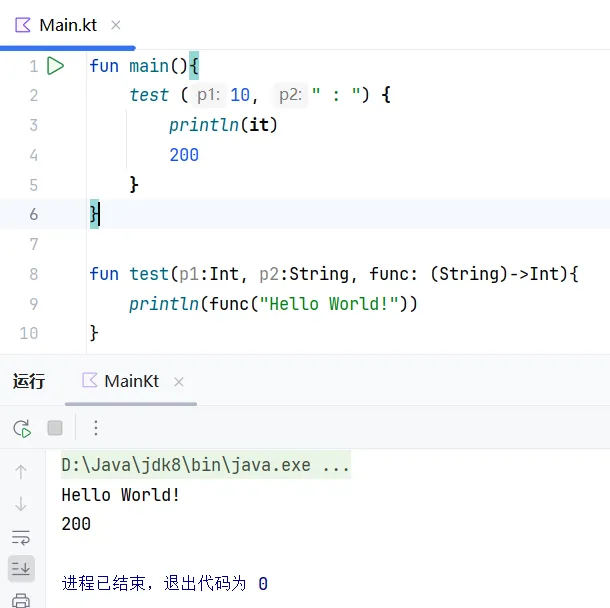 Main.kt ×
1 fun main(){
2 test ( p1: 10, p2: " : ") {
3 println(it)
4 200
5 }
6 }
7
8 fun test(p1:Int, p2:String, func: (String)->Int){
9 println(func("Hello World!"))
10 }
运行 MainKt ×
D:\Java\jdk8\bin\java.exe ...
Hello World!
200
进程已结束，退出代码为 0